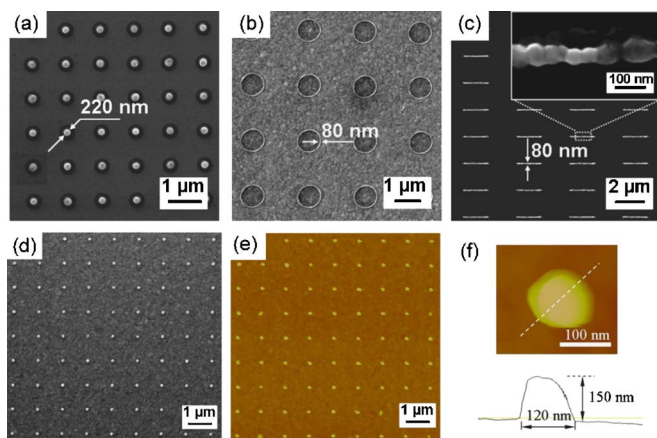 (a)
220 nm
1 μm
(b)
80 nm
1 μm
(c)
100 nm
80 nm
2 μm
(d)
1 μm
(e)
1 μm
(f)
100 nm
150 nm
120 nm